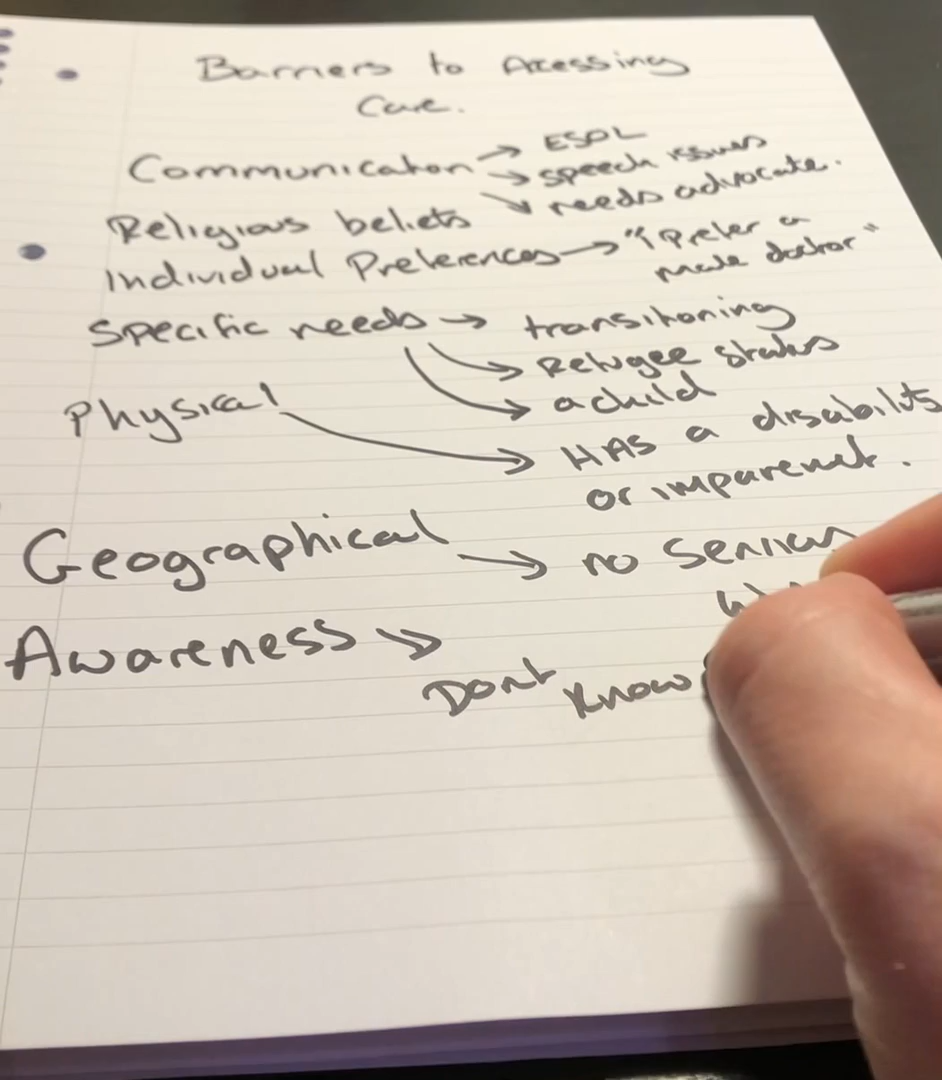 Barriers to Accessing
Care.
Communication → ESOL
→ speech issues
→ needs advocate.
Religious beliefs
Individual Preferences → "I prefer a
male doctor"
Specific needs → transitioning
→ Refugee status
→ a child
Physical → HAS a disability
or imparement.
Geographical → no services
Awareness →
Dont know